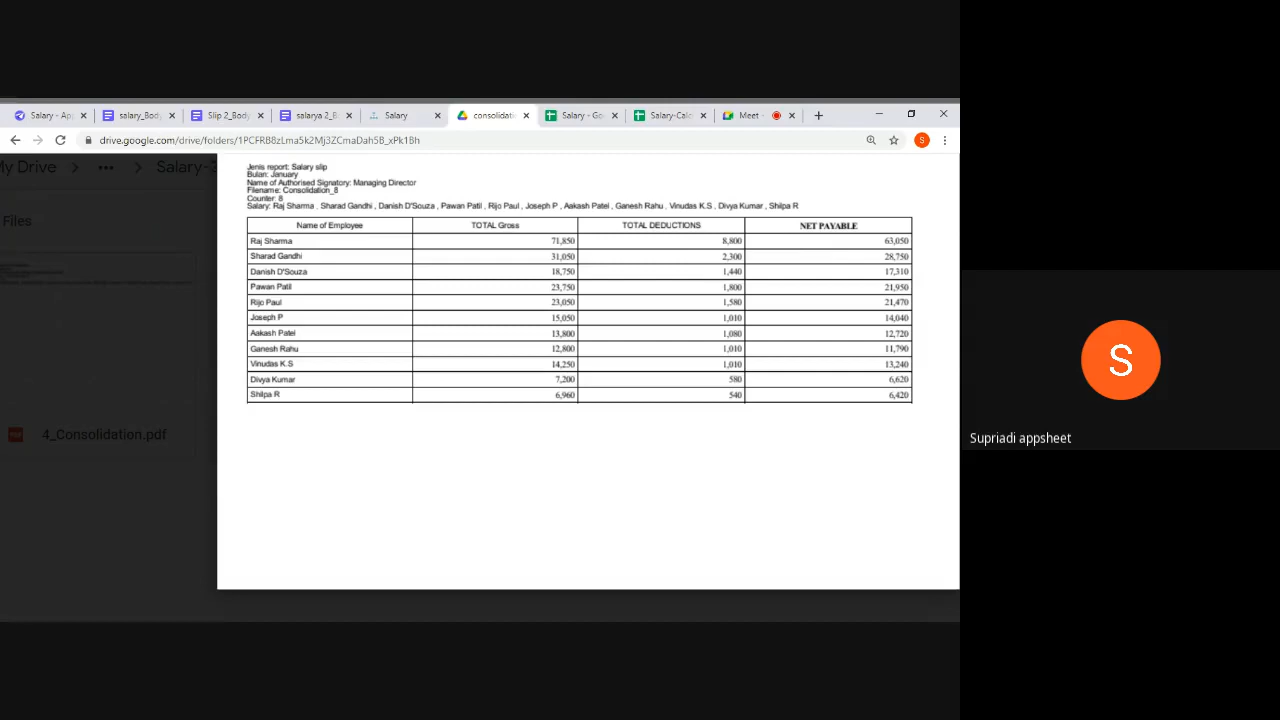 Salary - Ap
salary_Body
Slip 2_Body
salarya 2_B
Salary
consolidati
Salary - Go
Salary-Calc
Meet -
drive.google.com/drive/folders/1PCFRB8zLma5k2Mj3ZCmaDahSB_xPk1Bh
S
My Drive > ... > Salary-
Files
4_Consolidation.pdf
Jenis report: Salary slip
Bulan: January
Name of Authorised Signatory: Managing Director
Filename: Consolidation_8
Counter: 8
Salary: Raj Sharma , Sharad Gandhi , Danish D'Souza , Pawan Patil , Rijo Paul , Joseph P , Aakash Patel , Ganesh Rahu , Vinudas K.S , Divya Kumar , Shilpa R
Name of Employee TOTAL Gross TOTAL DEDUCTIONS NET PAYABLE
Raj Sharma 71,850 8,800 63,050
Sharad Gandhi 31,050 2,300 28,750
Danish D'Souza 18,750 1,440 17,310
Pawan Patil 23,750 1,800 21,950
Rijo Paul 23,050 1,580 21,470
Joseph P 15,050 1,010 14,040
Aakash Patel 13,800 1,080 12,720
Ganesh Rahu 12,800 1,010 11,790
Vinudas K.S 14,250 1,010 13,240
Divya Kumar 7,200 580 6,620
Shilpa R 6,960 540 6,420
S
Supriadi appsheet